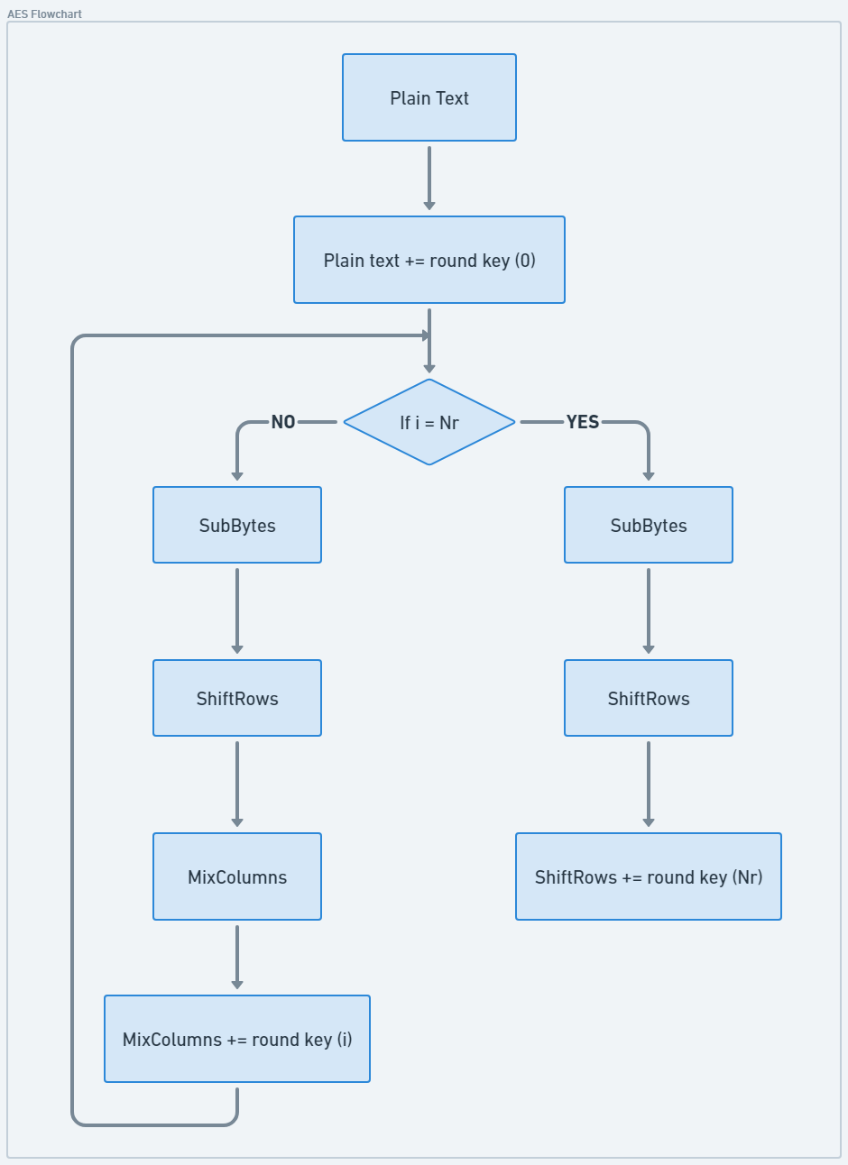 AES Flowchart
Plain Text
Plain text += round key (0)
If i = Nr
NO
YES
SubBytes
SubBytes
ShiftRows
ShiftRows
MixColumns
ShiftRows += round key (Nr)
MixColumns += round key (i)